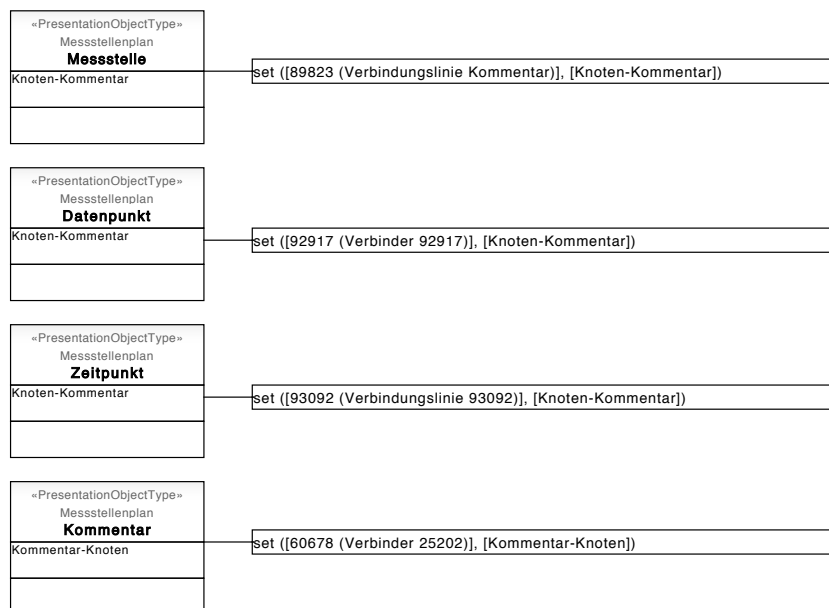 «PresentationObjectType»
Messstellenplan
Messstelle
Knoten-Kommentar
set ([89823 (Verbindungslinie Kommentar)], [Knoten-Kommentar])
«PresentationObjectType»
Messstellenplan
Datenpunkt
Knoten-Kommentar
set ([92917 (Verbinder 92917)], [Knoten-Kommentar])
«PresentationObjectType»
Messstellenplan
Zeitpunkt
Knoten-Kommentar
set ([93092 (Verbindungslinie 93092)], [Knoten-Kommentar])
«PresentationObjectType»
Messstellenplan
Kommentar
Kommentar-Knoten
set ([60678 (Verbinder 25202)], [Kommentar-Knoten])